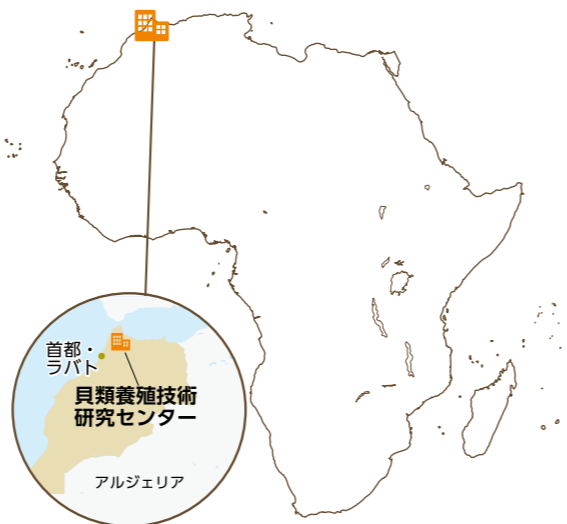 首都・
ラバト
貝類養殖技術
研究センター
アルジェリア